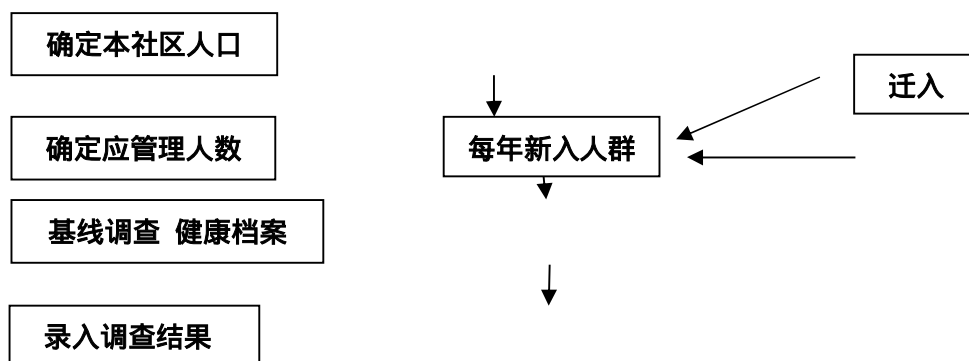 确定本社区人口
迁入
确定应管理人数
每年新入人群
基线调查 健康档案
录入调查结果